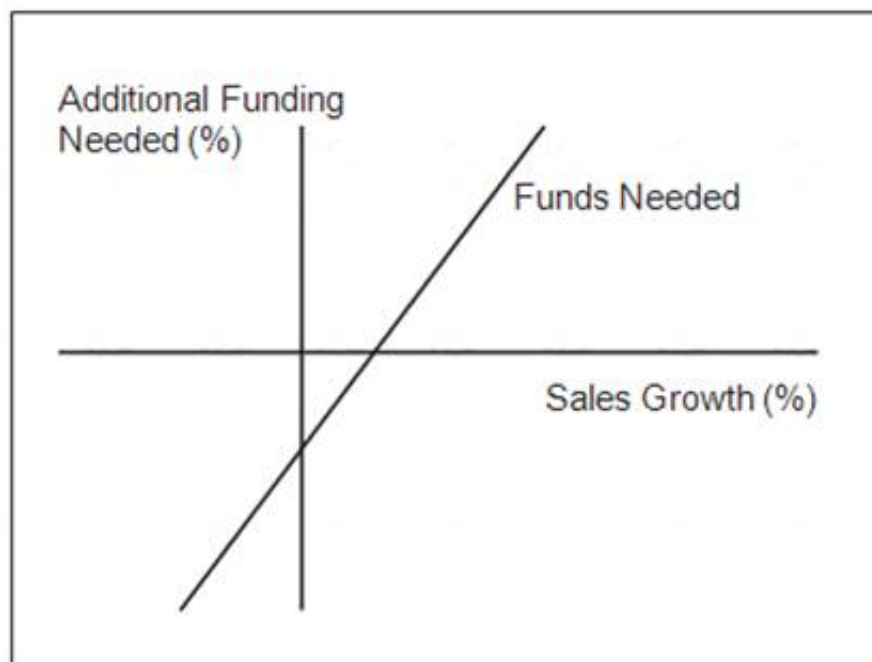 Additional Funding
Needed (%)
Funds Needed
Sales Growth (%)